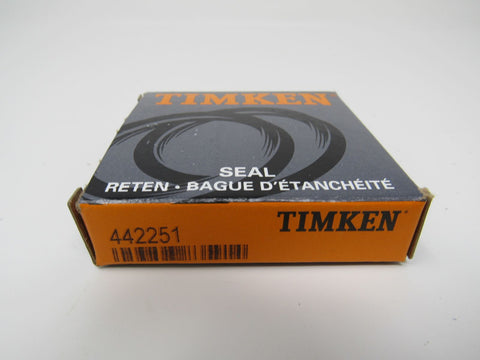 TIMKEN
SEAL
RETEN • BAGUE D'ÉTANCHÉITÉ
442251
TIMKEN